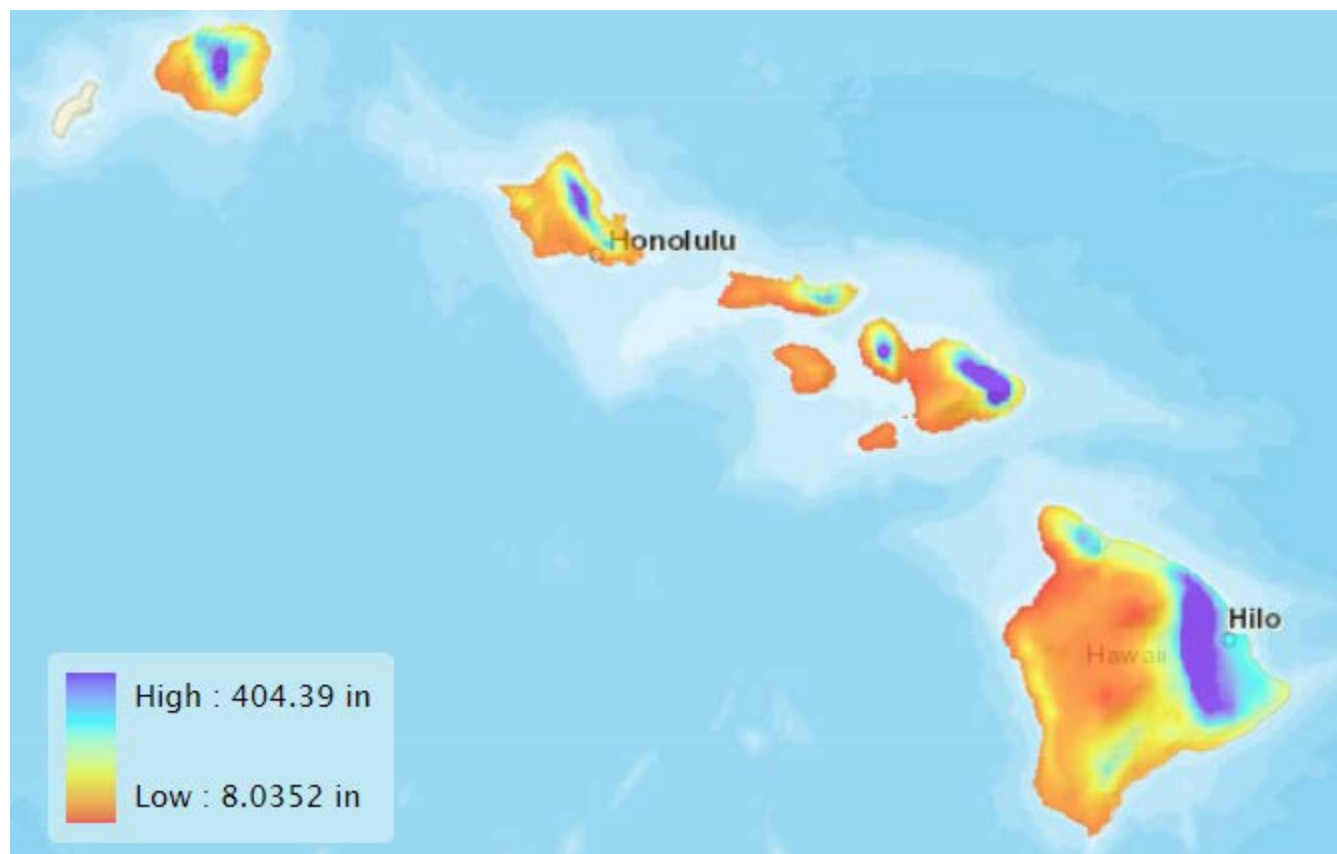 Honolulu
Hilo
Hawaii
High : 404.39 in
Low : 8.0352 in